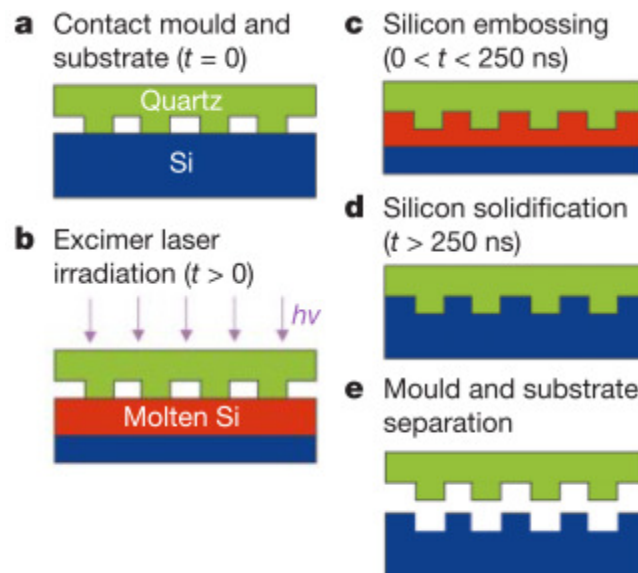 a Contact mould and
substrate (t = 0)
Quartz
Si
b Excimer laser
irradiation (t > 0)
hν
Molten Si
c Silicon embossing
(0 < t < 250 ns)
d Silicon solidification
(t > 250 ns)
e Mould and substrate
separation